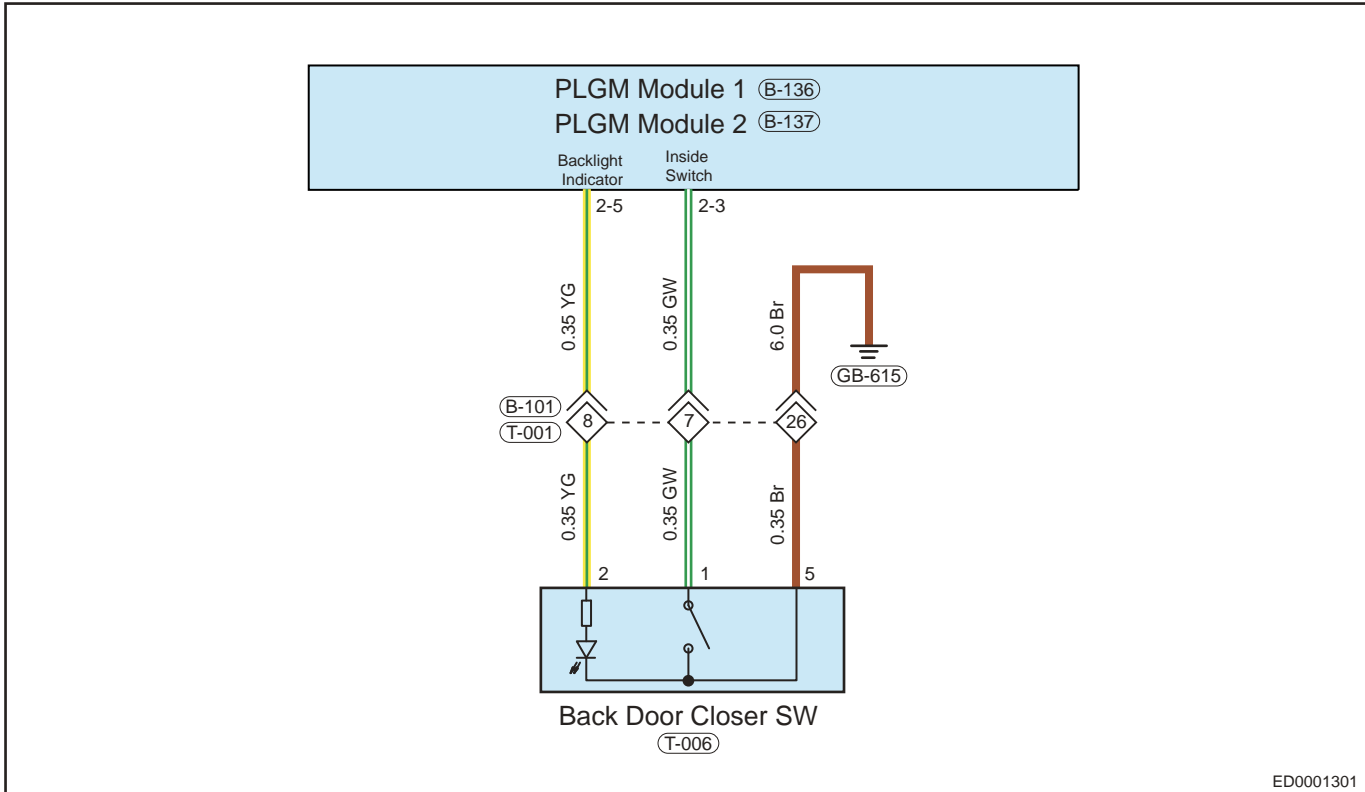 PLGM Module 1 B-136
PLGM Module 2 B-137
Backlight
Indicator
Inside
Switch
2-5
2-3
0.35 YG
0.35 GW
6.0 Br
GB-615
B-101
T-001
8
7
26
0.35 YG
0.35 GW
0.35 Br
2
1
5
Back Door Closer SW
T-006
ED0001301